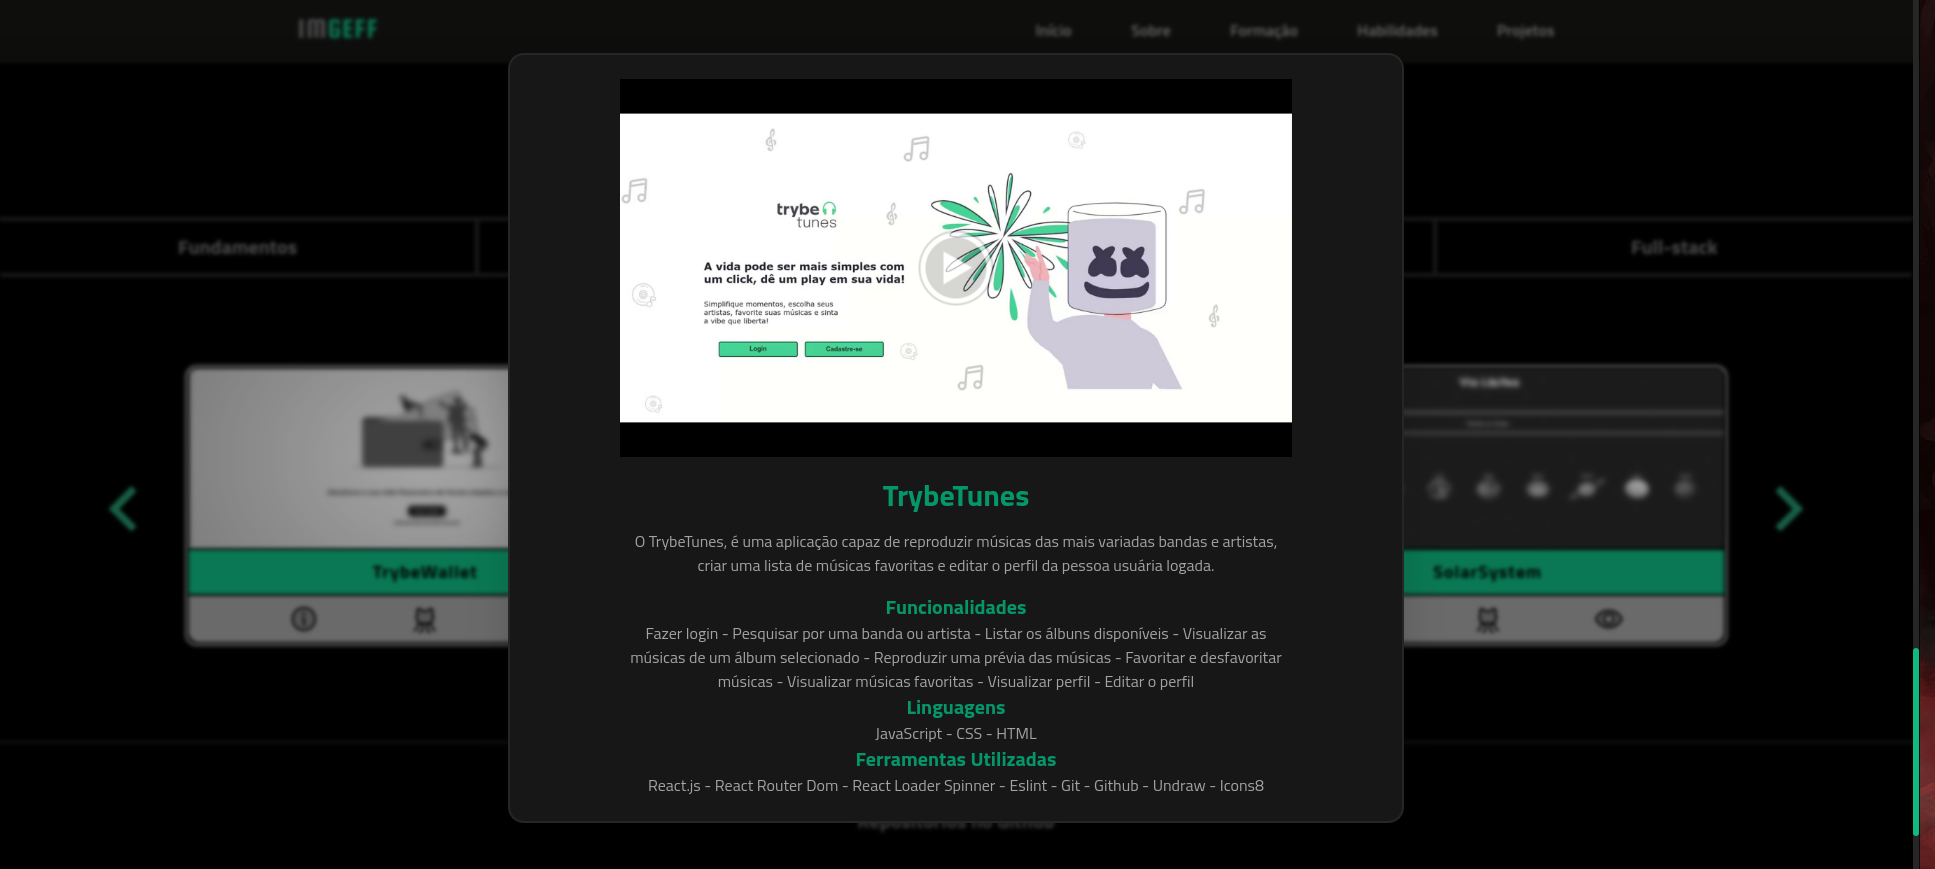 IMGEFF
Início Sobre Formação Habilidades Projetos
Fundamentos
Full-stack
trybe
tunes
A vida pode ser mais simples com
um click, dê um play em sua vida!
Simplifique momentos, escolha seus
artistas, favorite suas músicas e sinta
a vibe que liberta!
Login Cadastre-se
TrybeWallet
SolarSystem
TrybeTunes
O TrybeTunes, é uma aplicação capaz de reproduzir músicas das mais variadas bandas e artistas,
criar uma lista de músicas favoritas e editar o perfil da pessoa usuária logada.
Funcionalidades
Fazer login - Pesquisar por uma banda ou artista - Listar os álbuns disponíveis - Visualizar as
músicas de um álbum selecionado - Reproduzir uma prévia das músicas - Favoritar e desfavoritar
músicas - Visualizar músicas favoritas - Visualizar perfil - Editar o perfil
Linguagens
JavaScript - CSS - HTML
Ferramentas Utilizadas
React.js - React Router Dom - React Loader Spinner - Eslint - Git - Github - Undraw - Icons8
Repositórios no Github